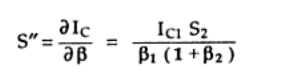 S″ = ∂I_C / ∂β = I_C1 S_2 / β_1 (1 + β_2)